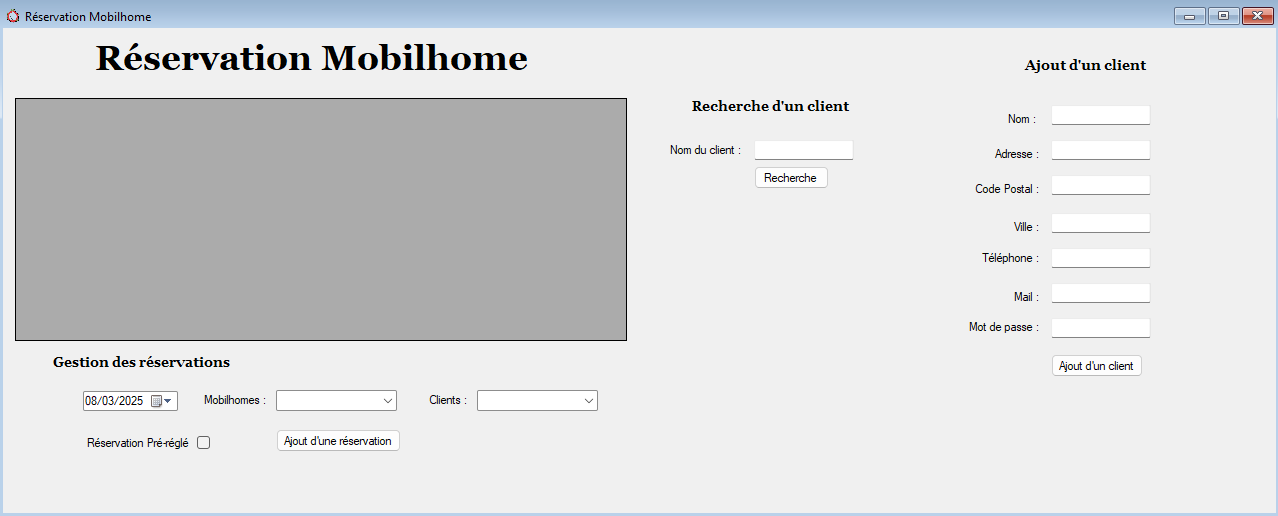 Réservation Mobilhome
Réservation Mobilhome
Recherche d'un client
Nom du client :
Recherche
Ajout d'un client
Nom :
Adresse :
Code Postal :
Ville :
Téléphone :
Mail :
Mot de passe :
Ajout d'un client
Gestion des réservations
08/03/2025
Mobilhomes :
Clients :
Réservation Pré-réglé
Ajout d'une réservation